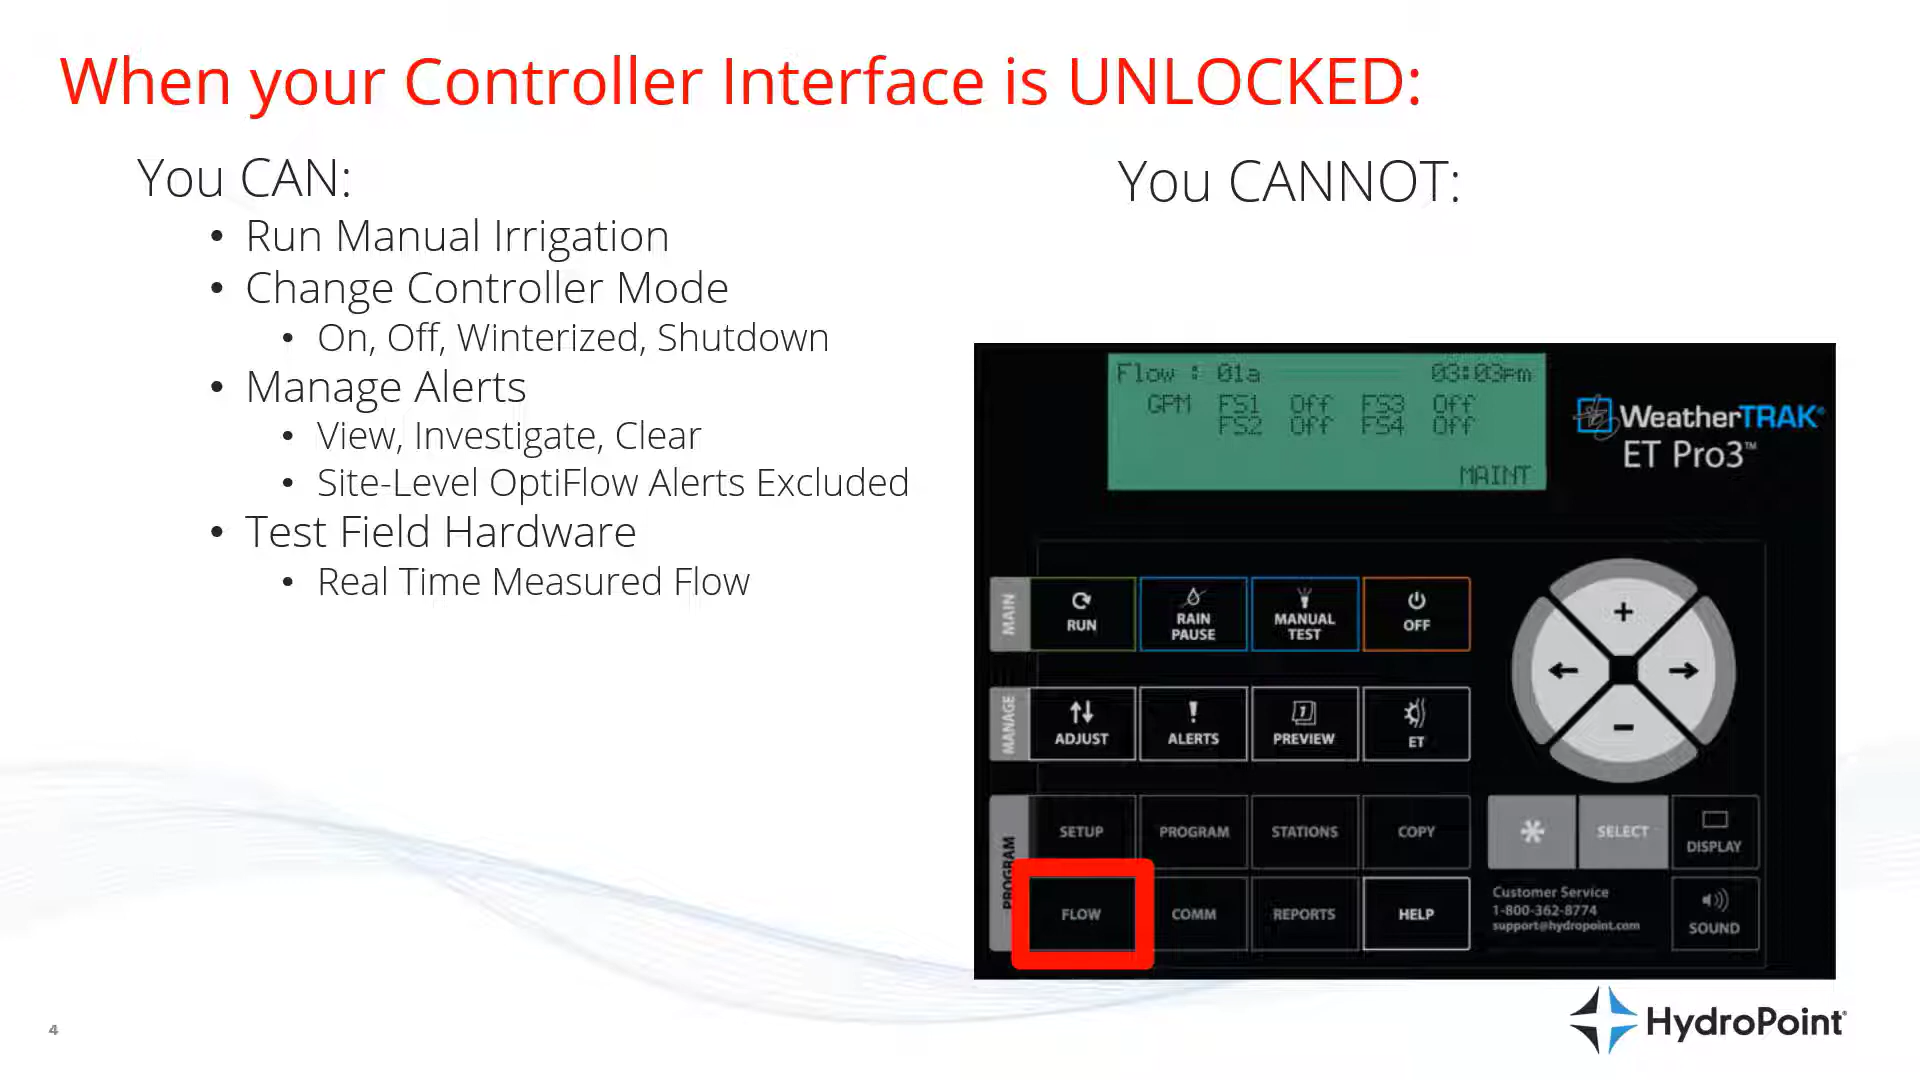 When your Controller Interface is UNLOCKED:
You CAN:
• Run Manual Irrigation
• Change Controller Mode
• On, Off, Winterized, Shutdown
• Manage Alerts
• View, Investigate, Clear
• Site-Level OptiFlow Alerts Excluded
• Test Field Hardware
• Real Time Measured Flow
You CANNOT:
Flow : 01a 03:03pm
GPM FS1 Off FS3 Off
FS2 Off FS4 Off
MAINT
WeatherTRAK®
ET Pro3™
MAIN
RUN
RAIN
PAUSE
MANUAL
TEST
OFF
MANAGE
ADJUST
ALERTS
PREVIEW
ET
PROGRAM
SETUP
PROGRAM
STATIONS
COPY
FLOW
COMM
REPORTS
HELP
+
←
→
−
*
SELECT
DISPLAY
SOUND
Customer Service
1-800-362-8774
support@hydropoint.com
4
HydroPoint